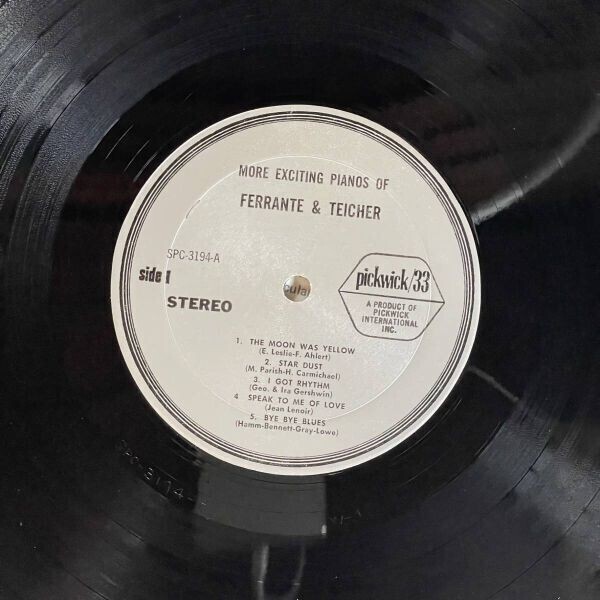 MORE EXCITING PIANOS OF
FERRANTE & TEICHER
SPC-3194-A
side 1
STEREO
cula
pickwick/33
A PRODUCT OF
PICKWICK
INTERNATIONAL
INC.
1. THE MOON WAS YELLOW
(E. Leslie-F. Ahlert)
2. STAR DUST
(M. Parish-H. Carmichael)
3. I GOT RHYTHM
(Geo. & Ira Gershwin)
4 SPEAK TO ME OF LOVE
(Jean Lenoir)
5. BYE BYE BLUES
(Hamm-Bennett-Gray-Lowe)